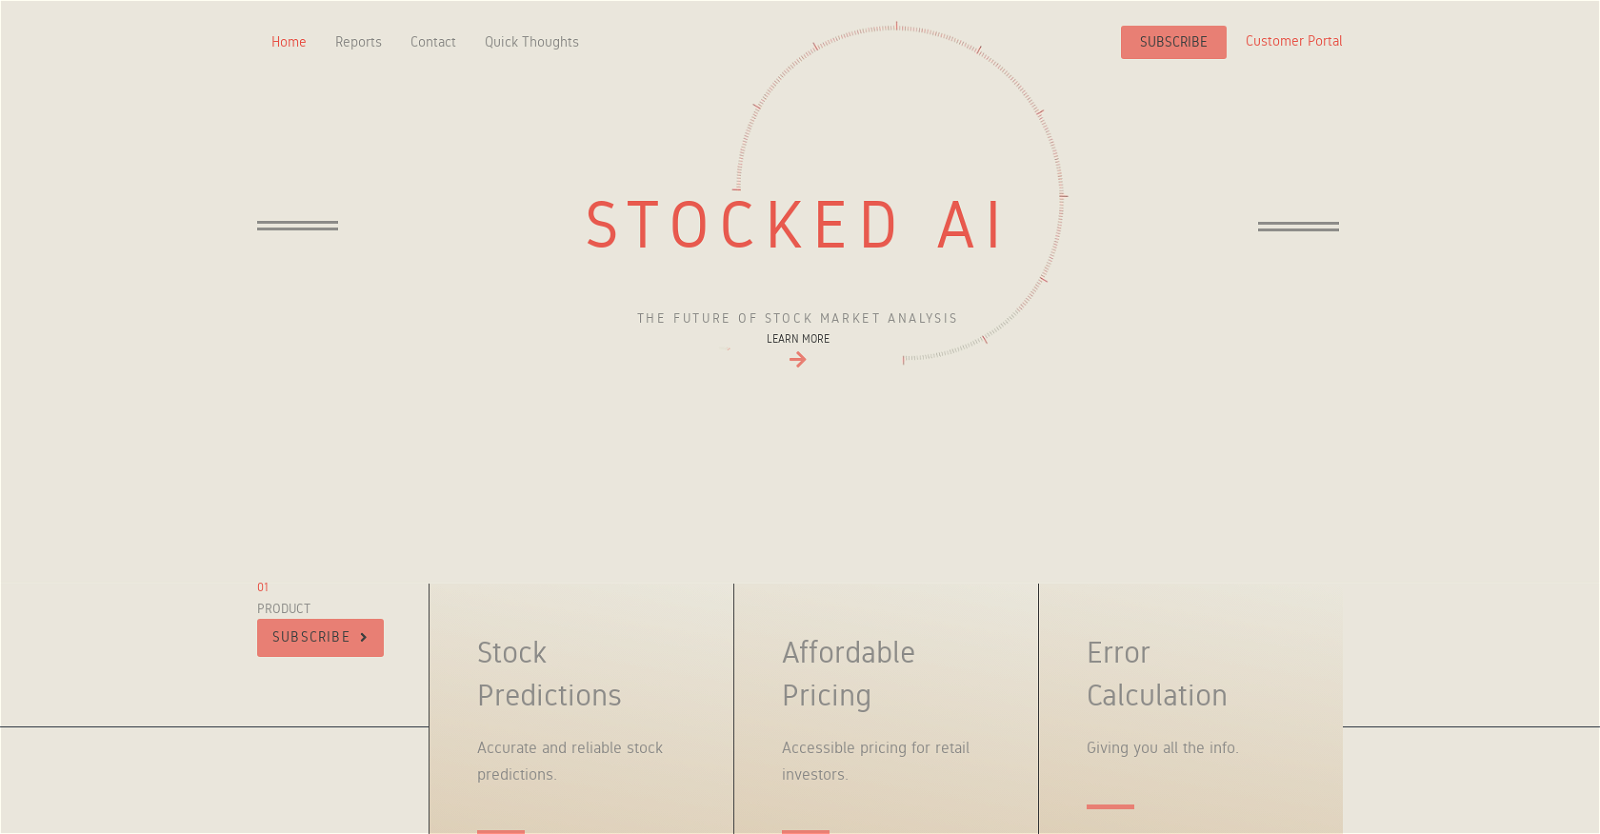 Home Reports Contact Quick Thoughts SUBSCRIBE Customer Portal
STOCKED AI
THE FUTURE OF STOCK MARKET ANALYSIS
LEARN MORE
01
PRODUCT
SUBSCRIBE
Stock
Predictions
Accurate and reliable stock
predictions.
Affordable
Pricing
Accessible pricing for retail
investors.
Error
Calculation
Giving you all the info.